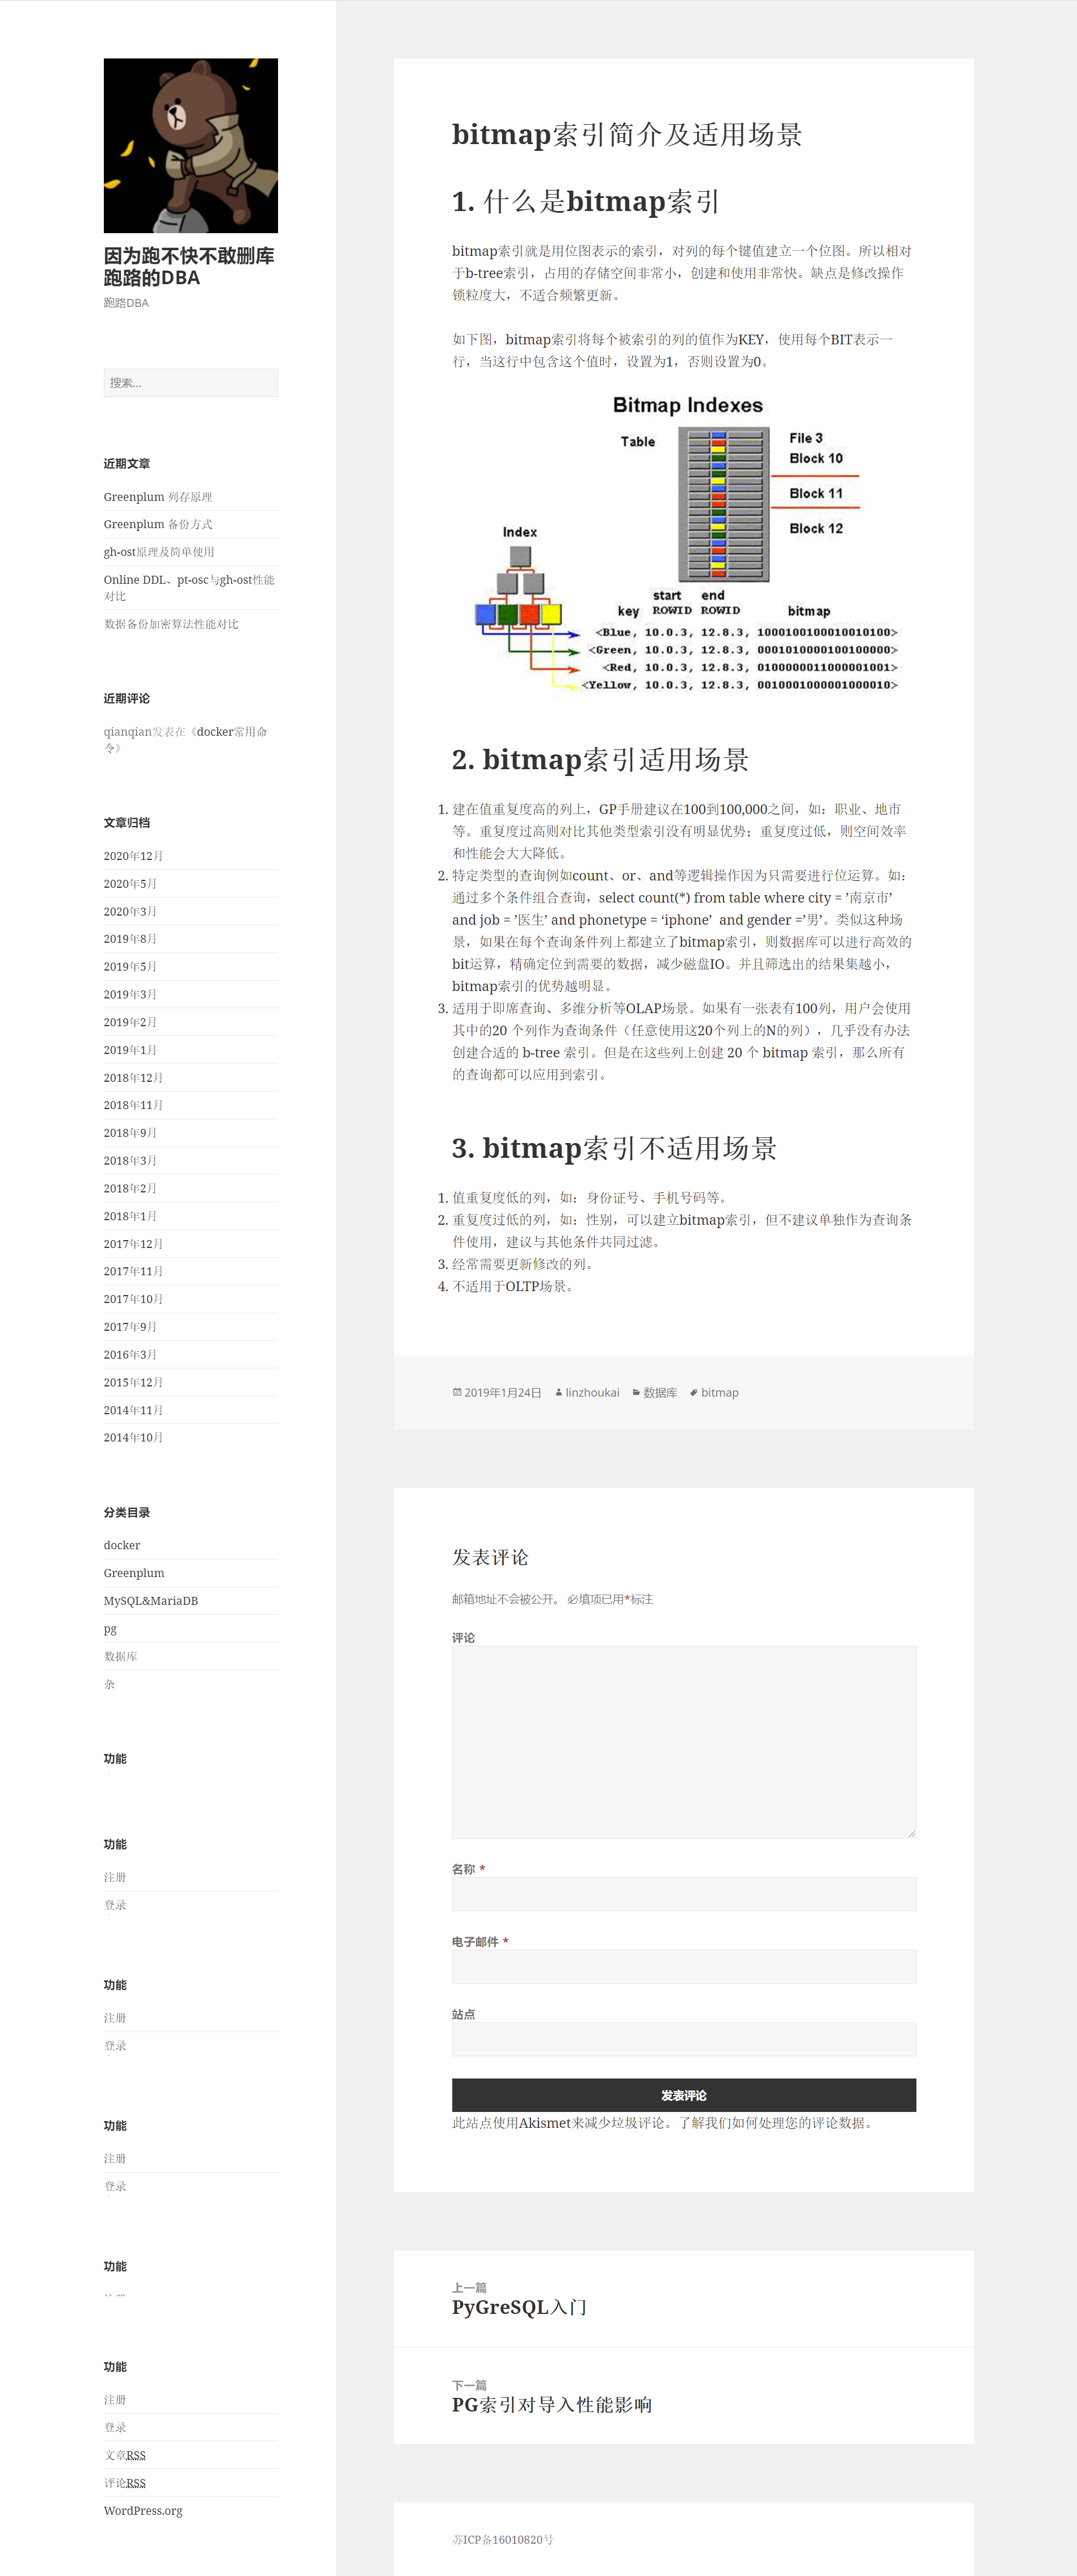 因为跑不快不敢删库
跑路的DBA
跑路DBA
搜索…
近期文章
Greenplum 列存原理
Greenplum 备份方式
gh-ost原理及简单使用
Online DDL、pt-osc与gh-ost性能
对比
数据备份加密算法性能对比
近期评论
qianqian发表在《docker常用命
令》
文章归档
2020年12月
2020年5月
2020年3月
2019年8月
2019年5月
2019年3月
2019年2月
2019年1月
2018年12月
2018年11月
2018年9月
2018年3月
2018年2月
2018年1月
2017年12月
2017年11月
2017年10月
2017年9月
2016年3月
2015年12月
2014年11月
2014年10月
分类目录
docker
Greenplum
MySQL&MariaDB
pg
数据库
杂
功能
功能
注册
登录
功能
注册
登录
功能
注册
登录
功能
功能
注册
登录
文章RSS
评论RSS
WordPress.org
bitmap索引简介及适用场景
1. 什么是bitmap索引
bitmap索引就是用位图表示的索引，对列的每个键值建立一个位图。所以相对
于b-tree索引，占用的存储空间非常小，创建和使用非常快。缺点是修改操作
锁粒度大，不适合频繁更新。
如下图，bitmap索引将每个被索引的列的值作为KEY，使用每个BIT表示一
行，当这行中包含这个值时，设置为1，否则设置为0。
Bitmap Indexes
Table
File 3
Block 10
Block 11
Block 12
Index
start end
key ROWID ROWID bitmap
<Blue, 10.0.3, 12.8.3, 1000100100010010100>
<Green, 10.0.3, 12.8.3, 0001010000100100000>
<Red, 10.0.3, 12.8.3, 0100000011000001001>
<Yellow, 10.0.3, 12.8.3, 0010001000001000010>
2. bitmap索引适用场景
1. 建在值重复度高的列上，GP手册建议在100到100,000之间，如：职业、地市
等。重复度过高则对比其他类型索引没有明显优势；重复度过低，则空间效率
和性能会大大降低。
2. 特定类型的查询例如count、or、and等逻辑操作因为只需要进行位运算。如：
通过多个条件组合查询，select count(*) from table where city = ’南京市’
and job = ’医生’ and phonetype = ‘iphone’ and gender =’男’。类似这种场
景，如果在每个查询条件列上都建立了bitmap索引，则数据库可以进行高效的
bit运算，精确定位到需要的数据，减少磁盘IO。并且筛选出的结果集越小，
bitmap索引的优势越明显。
3. 适用于即席查询、多维分析等OLAP场景。如果有一张表有100列，用户会使用
其中的20 个列作为查询条件（任意使用这20个列上的N的列），几乎没有办法
创建合适的 b-tree 索引。但是在这些列上创建 20 个 bitmap 索引，那么所有
的查询都可以应用到索引。
3. bitmap索引不适用场景
1. 值重复度低的列，如：身份证号、手机号码等。
2. 重复度过低的列，如：性别，可以建立bitmap索引，但不建议单独作为查询条
件使用，建议与其他条件共同过滤。
3. 经常需要更新修改的列。
4. 不适用于OLTP场景。
2019年1月24日 linzhoukai 数据库 bitmap
发表评论
邮箱地址不会被公开。 必填项已用*标注
评论
名称 *
电子邮件 *
站点
发表评论
此站点使用Akismet来减少垃圾评论。了解我们如何处理您的评论数据。
上一篇
PyGreSQL入门
下一篇
PG索引对导入性能影响
苏ICP备16010820号